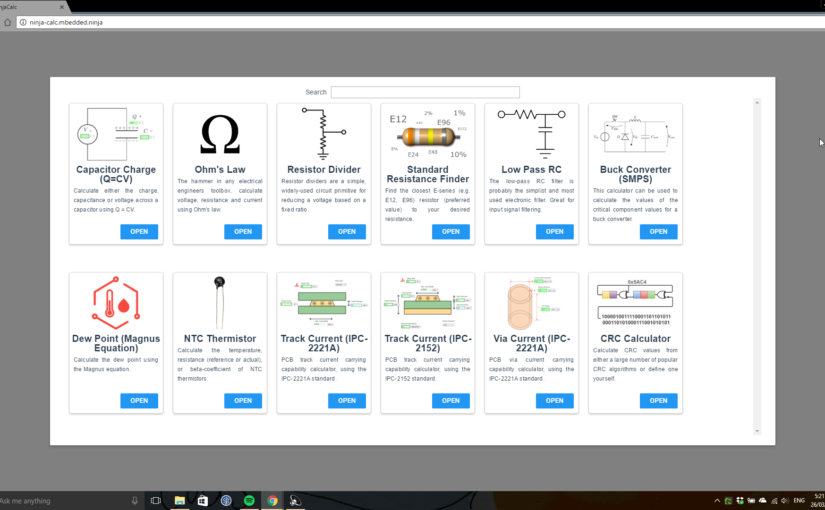 njaCalc
ninja-calc.mbedded.ninja
Search
Capacitor Charge
(Q=CV)
Calculate either the charge,
capacitance or voltage across a
capacitor using Q = CV.
OPEN
Ohm's Law
The hammer in any electrical
engineers toolbox, calculate
voltage, resistance and current
using Ohm's law.
OPEN
Resistor Divider
Resistor dividers are a simple,
widely-used circuit primitive for
reducing a voltage based on a
fixed ratio.
OPEN
E12
2%
1%
E96
E24
E48
10%
Standard
Resistance Finder
Find the closest E-series (e.g.
E12, E96) resistor (preferred
value) to your desired
resistance.
OPEN
Low Pass RC
The low-pass RC filter is
probably the simplist and most
used electronic filter. Great for
input signal filtering.
OPEN
Buck Converter
(SMPS)
This calculator can be used to
calculate the values of the
critical component values for a
buck converter.
OPEN
Dew Point (Magnus
Equation)
Calculate the dew point using
the Magnus equation.
OPEN
NTC Thermistor
Calculate the temperature,
resistance (reference or actual),
or beta-coefficient of NTC
thermistors.
OPEN
Track Current (IPC-
2221A)
PCB track current carrying
capability calculator, using the
IPC-2221A standard.
OPEN
Track Current (IPC-
2152)
PCB track current carrying
capability calculator, using the
IPC-2152 standard.
OPEN
Via Current (IPC-
2221A)
PCB via current carrying
capability calculator, using the
IPC-2221A standard.
OPEN
0x5AC4
CRC Calculator
Calculate CRC values from
either a large number of popular
CRC algorithms or define one
yourself.
OPEN
Ask me anything
ENG
5:21
26/03